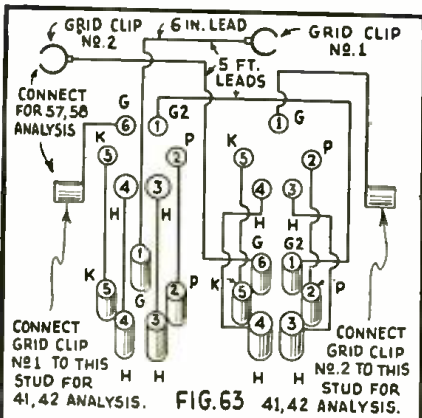 GRID CLIP
Nº.2
6 IN. LEAD
GRID CLIP
Nº.1
5 FT.
LEADS
CONNECT
FOR 57,58
ANALYSIS
G
6
1
G2
1
G
K
5
2
P
K
5
2
P
4
3
H
H
4
3
H
H
1
G
G
6
G2
1
K
5
2
P
K
5
2
P
4
3
H
H
4
3
H
H
CONNECT
GRID CLIP
Nº1 TO THIS
STUD FOR
41,42 ANALYSIS.
FIG.63
CONNECT
GRID CLIP
NO.2 TO THIS
STUD FOR
41,42 ANALYSIS.